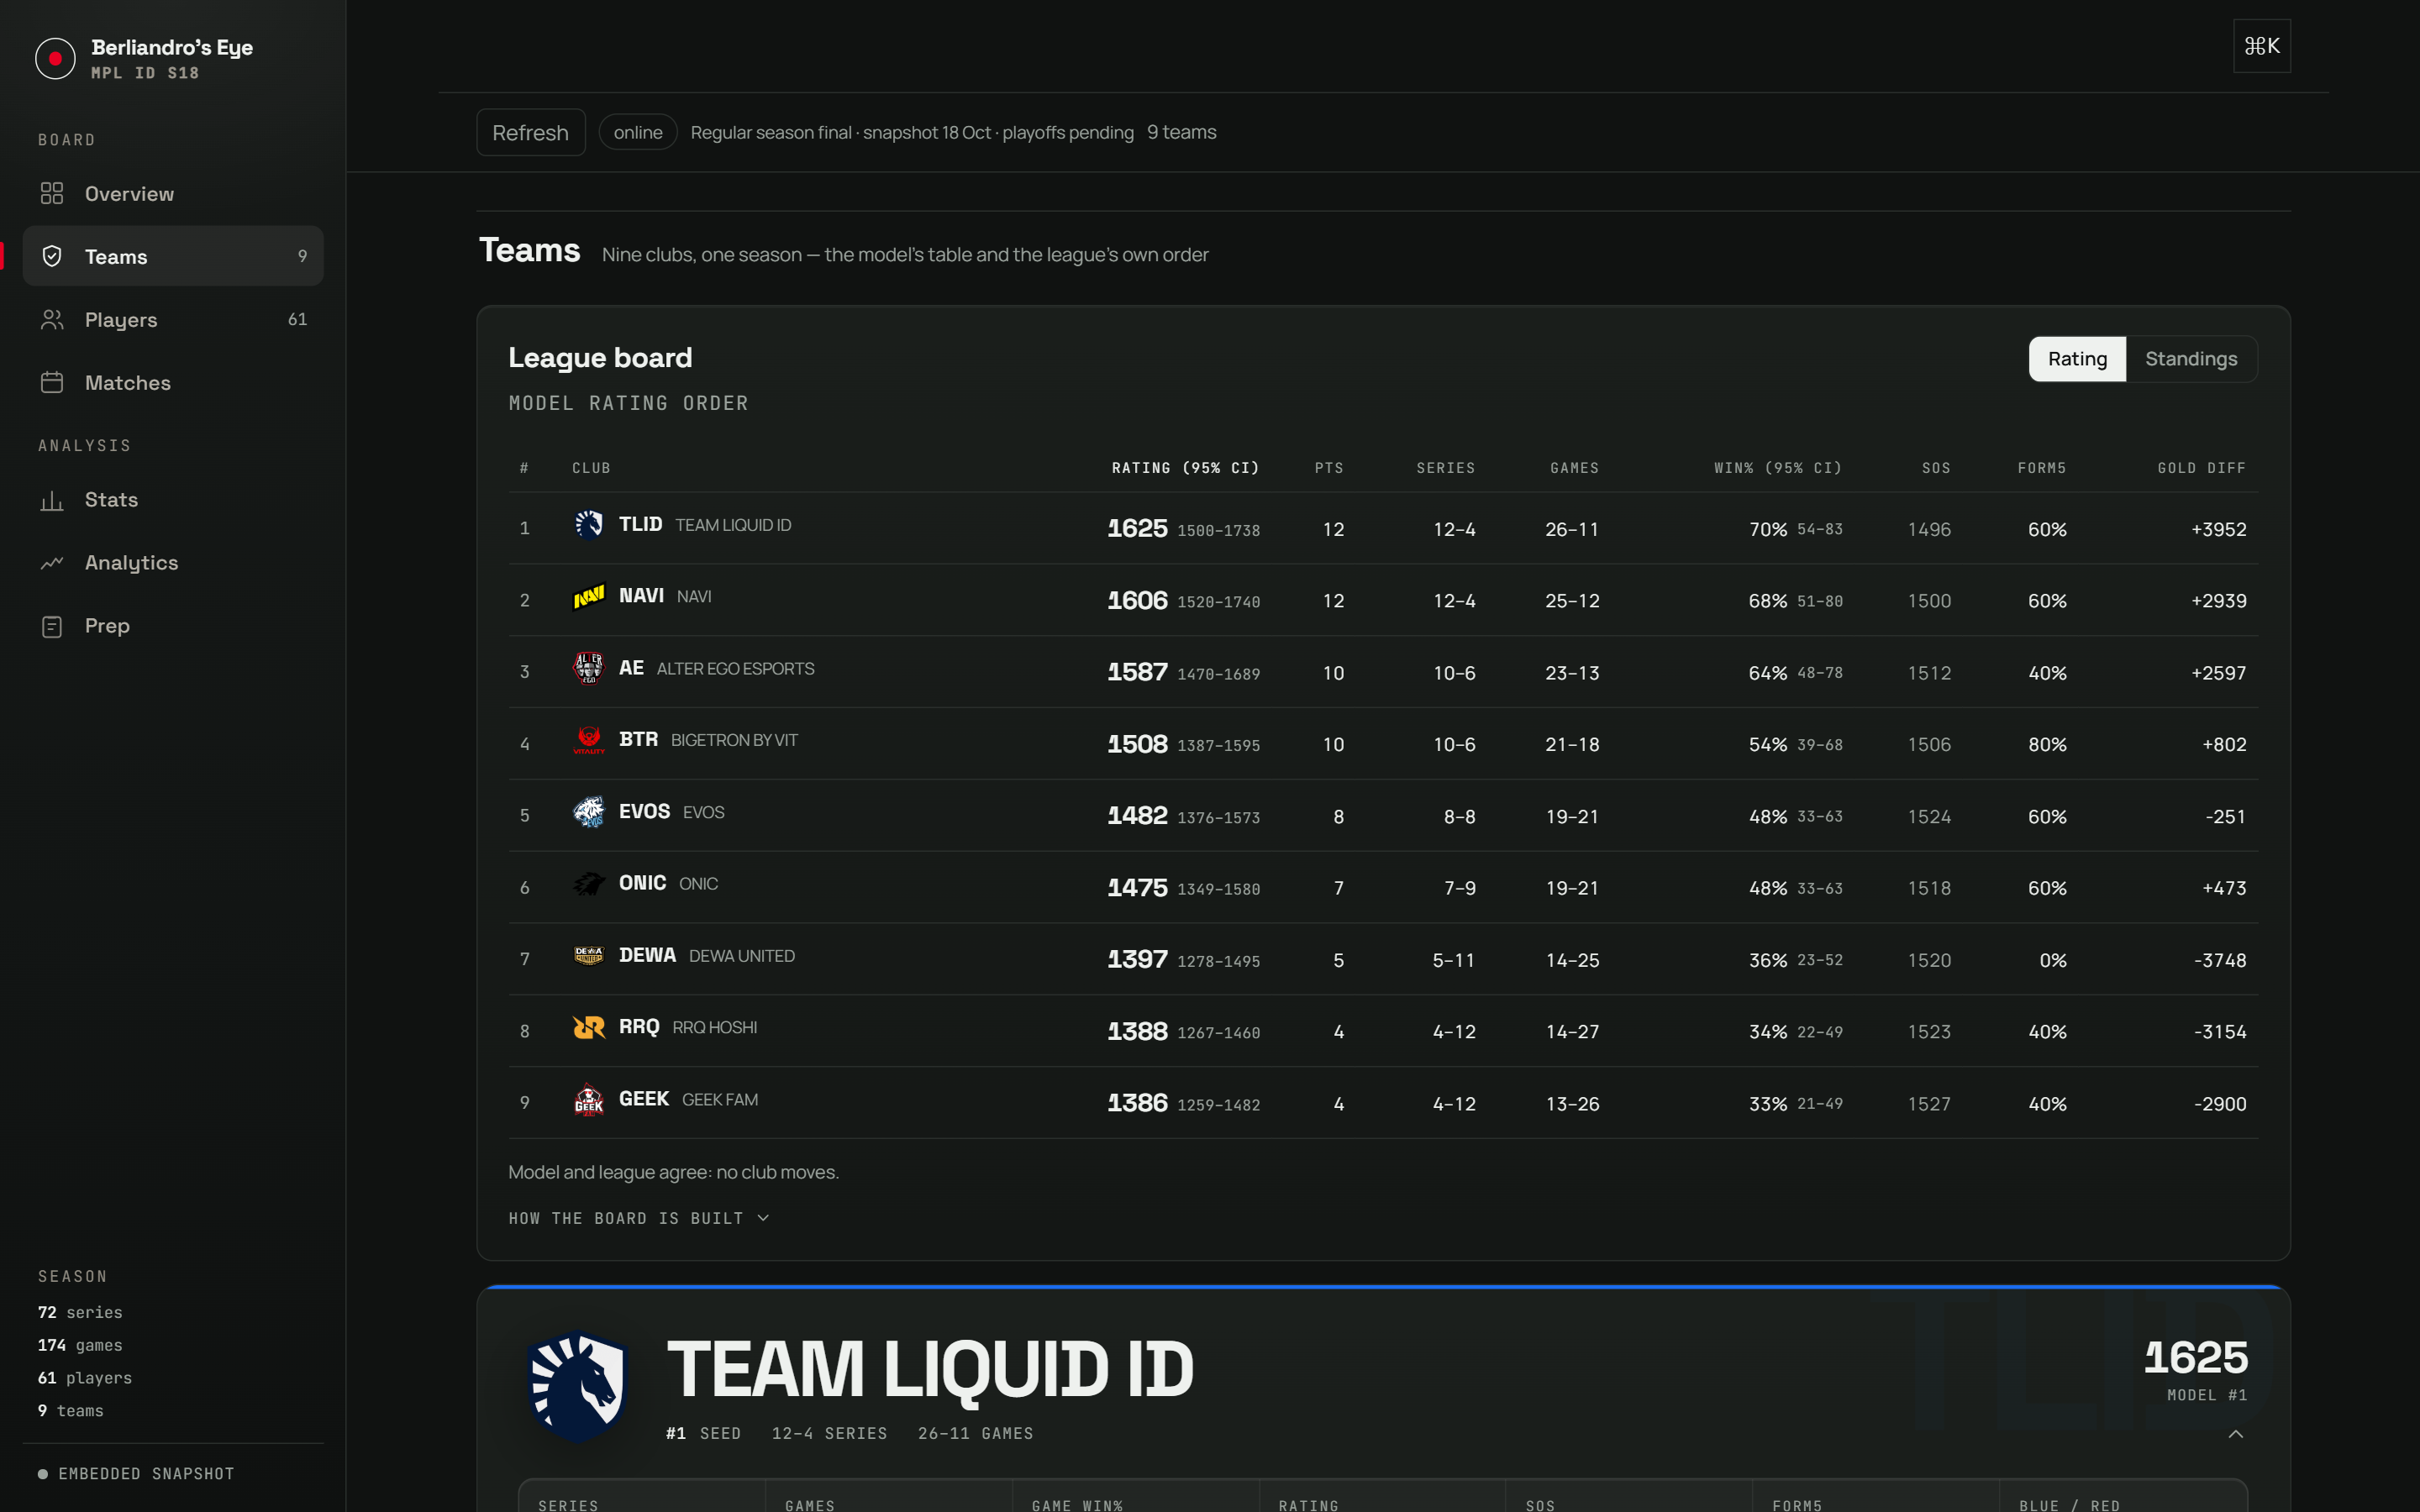 Berliandro's Eye
MPL ID S18
BOARD
Overview
Teams 9
Players 61
Matches
ANALYSIS
Stats
Analytics
Prep
SEASON
72 series
174 games
61 players
9 teams
EMBEDDED SNAPSHOT
⌘K
Refresh online Regular season final · snapshot 18 Oct · playoffs pending 9 teams
Teams Nine clubs, one season — the model's table and the league's own order
League board
Rating Standings
MODEL RATING ORDER
# CLUB RATING (95% CI) PTS SERIES GAMES WIN% (95% CI) SOS FORM5 GOLD DIFF
1 TLID TEAM LIQUID ID 1625 1500–1738 12 12–4 26–11 70% 54–83 1496 60% +3952
2 NAVI NAVI 1606 1520–1740 12 12–4 25–12 68% 51–80 1500 60% +2939
3 AE ALTER EGO ESPORTS 1587 1470–1689 10 10–6 23–13 64% 48–78 1512 40% +2597
4 BTR BIGETRON BY VIT 1508 1387–1595 10 10–6 21–18 54% 39–68 1506 80% +802
5 EVOS EVOS 1482 1376–1573 8 8–8 19–21 48% 33–63 1524 60% -251
6 ONIC ONIC 1475 1349–1580 7 7–9 19–21 48% 33–63 1518 60% +473
7 DEWA DEWA UNITED 1397 1278–1495 5 5–11 14–25 36% 23–52 1520 0% -3748
8 RRQ RRQ HOSHI 1388 1267–1460 4 4–12 14–27 34% 22–49 1523 40% -3154
9 GEEK GEEK FAM 1386 1259–1482 4 4–12 13–26 33% 21–49 1527 40% -2900
Model and league agree: no club moves.
HOW THE BOARD IS BUILT
TLID
TEAM LIQUID ID
1625
MODEL #1
#1 SEED 12–4 SERIES 26–11 GAMES
SERIES GAMES GAME WIN% RATING SOS FORM5 BLUE / RED